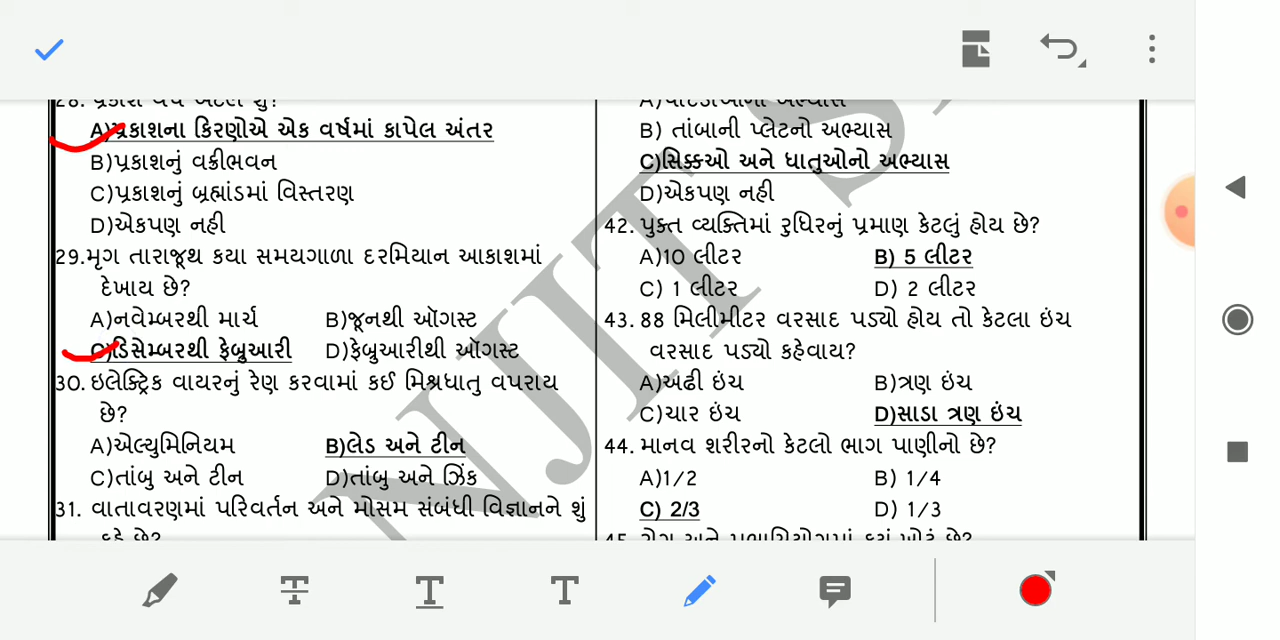 A)પ્રકાશના કિરણોએ એક વર્ષમાં કાપેલ અંતર
B)પ્રકાશનું વક્રીભવન
C)પ્રકાશનું બ્રહ્માંડમાં વિસ્તરણ
D)એકપણ નહી
29.મૃગ તારાજૂથ કયા સમયગાળા દરમિયાન આકાશમાં
દેખાય છે?
A)નવેમ્બરથી માર્ચ B)જૂનથી ઑગસ્ટ
C)ડિસેમ્બરથી ફેબ્રુઆરી D)ફેબ્રુઆરીથી ઑગસ્ટ
30. ઇલેક્ટ્રિક વાયરનું રેણ કરવામાં કઈ મિશ્રધાતુ વપરાય
છે?
A)એલ્યુમિનિયમ B)લેડ અને ટીન
C)તાંબુ અને ટીન D)તાંબુ અને ઝિંક
31. વાતાવરણમાં પરિવર્તન અને મોસમ સંબંધી વિજ્ઞાનને શું
B) તાંબાની પ્લેટનો અભ્યાસ
C)સિક્ક્ઓ અને ધાતુઓનો અભ્યાસ
D)એકપણ નહી
42. પુક્ત વ્યક્તિમાં રુધિરનું પ્રમાણ કેટલું હોય છે?
A)10 લીટર B) 5 લીટર
C) 1 લીટર D) 2 લીટર
43. 88 મિલીમીટર વરસાદ પડ્યો હોય તો કેટલા ઇંચ
વરસાદ પડ્યો કહેવાય?
A)અઢી ઇંચ B)ત્રણ ઇંચ
C)ચાર ઇંચ D)સાડા ત્રણ ઇંચ
44. માનવ શરીરનો કેટલો ભાગ પાણીનો છે?
A)1/2 B) 1/4
C) 2/3 D) 1/3
NJT S